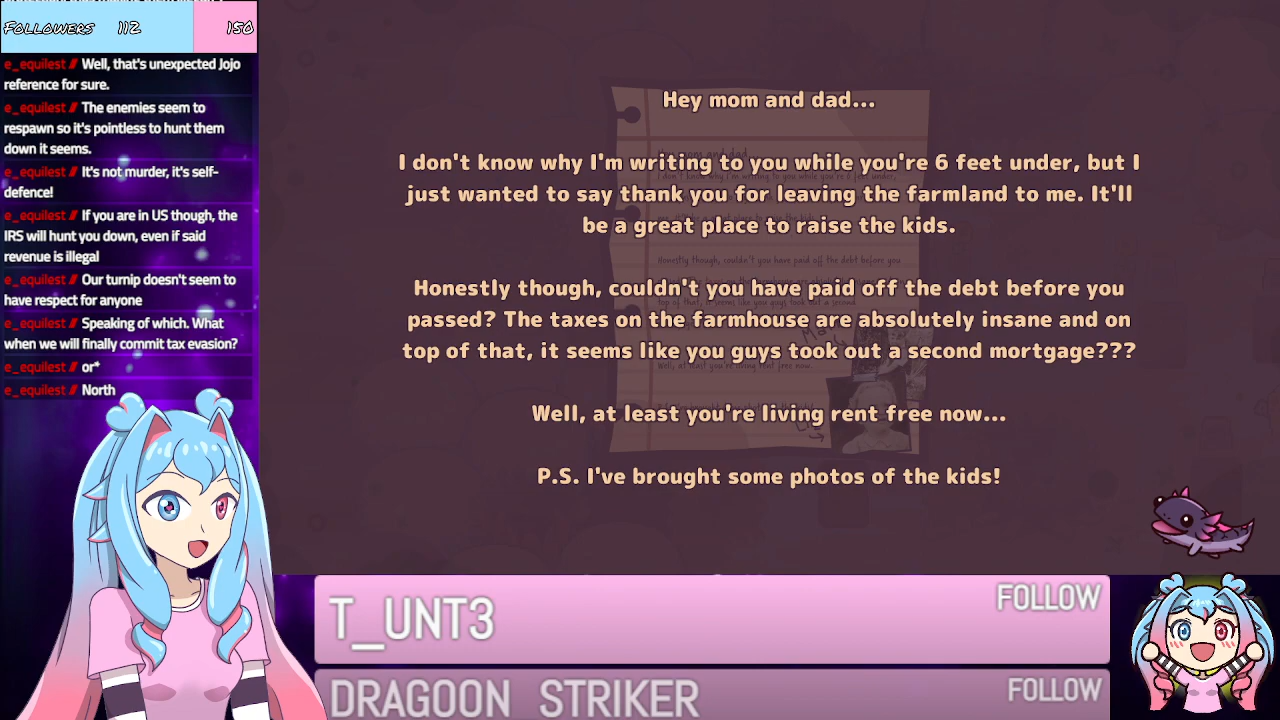 Followers 112 150
e_equilest // Well, that's unexpected Jojo
reference for sure.
e_equilest // The enemies seem to
respawn so it's pointless to hunt them
down it seems.
e_equilest // It's not murder, it's self-
defence!
e_equilest // If you are in US though, the
IRS will hunt you down, even if said
revenue is illegal
e_equilest // Our turnip doesn't seem to
have respect for anyone
e_equilest // Speaking of which. What
when we will finally commit tax evasion?
e_equilest // or*
e_equilest // North
Hey mom and dad...
I don't know why I'm writing to you while you're 6 feet under, but I
just wanted to say thank you for leaving the farmland to me. It'll
be a great place to raise the kids.
Honestly though, couldn't you have paid off the debt before you
passed? The taxes on the farmhouse are absolutely insane and on
top of that, it seems like you guys took out a second mortgage???
Well, at least you're living rent free now...
P.S. I've brought some photos of the kids!
T_UNT3 FOLLOW
DRAGOON_STRIKER FOLLOW